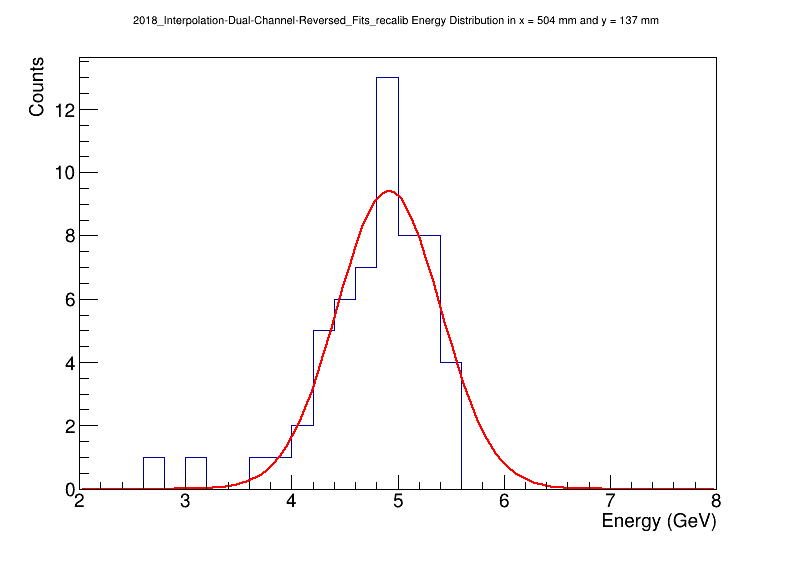 2018_Interpolation-Dual-Channel-Reversed_Fits_recalib Energy Distribution in x = 504 mm and y = 137 mm
Counts
12
10
8
6
4
2
0
2 3 4 5 6 7 8
Energy (GeV)